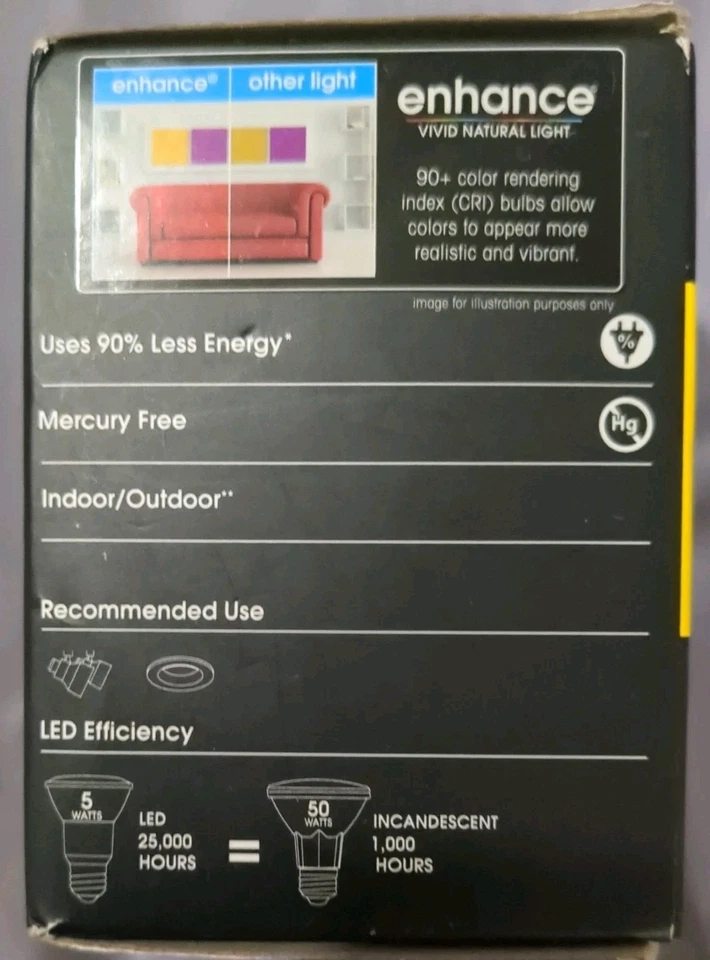 enhance® other light
enhance®
VIVID NATURAL LIGHT
90+ color rendering
index (CRI) bulbs allow
colors to appear more
realistic and vibrant.
image for illustration purposes only
Uses 90% Less Energy*
%
Mercury Free
Hg
Indoor/Outdoor**
Recommended Use
LED Efficiency
5
WATTS
LED
25,000
HOURS
=
50
WATTS
INCANDESCENT
1,000
HOURS